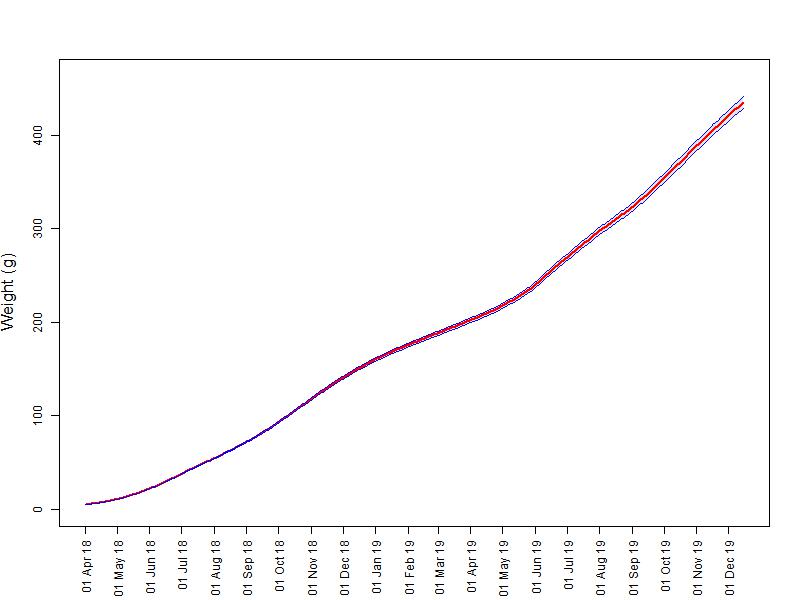 Weight (g)
400
300
200
100
0
01 Apr 18
01 May 18
01 Jun 18
01 Jul 18
01 Aug 18
01 Sep 18
01 Oct 18
01 Nov 18
01 Dec 18
01 Jan 19
01 Feb 19
01 Mar 19
01 Apr 19
01 May 19
01 Jun 19
01 Jul 19
01 Aug 19
01 Sep 19
01 Oct 19
01 Nov 19
01 Dec 19